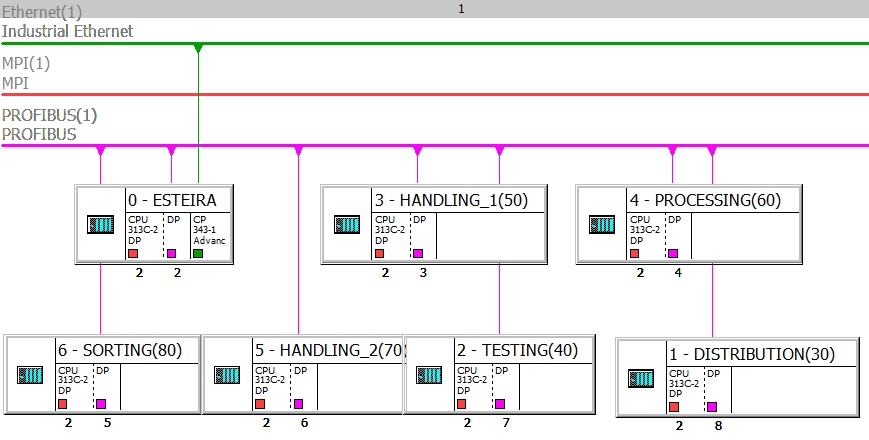 Ethernet(1)
1
Industrial Ethernet
MPI(1)
MPI
PROFIBUS(1)
PROFIBUS
0 - ESTEIRA
CPU
313C-2
DP
DP
CP
343-1
Advanc
2
2
3 - HANDLING_1(50)
CPU
313C-2
DP
DP
2
3
4 - PROCESSING(60)
CPU
313C-2
DP
DP
2
4
6 - SORTING(80)
CPU
313C-2
DP
DP
2
5
5 - HANDLING_2(70)
CPU
313C-2
DP
DP
2
6
2 - TESTING(40)
CPU
313C-2
DP
DP
2
7
1 - DISTRIBUTION(30)
CPU
313C-2
DP
DP
2
8